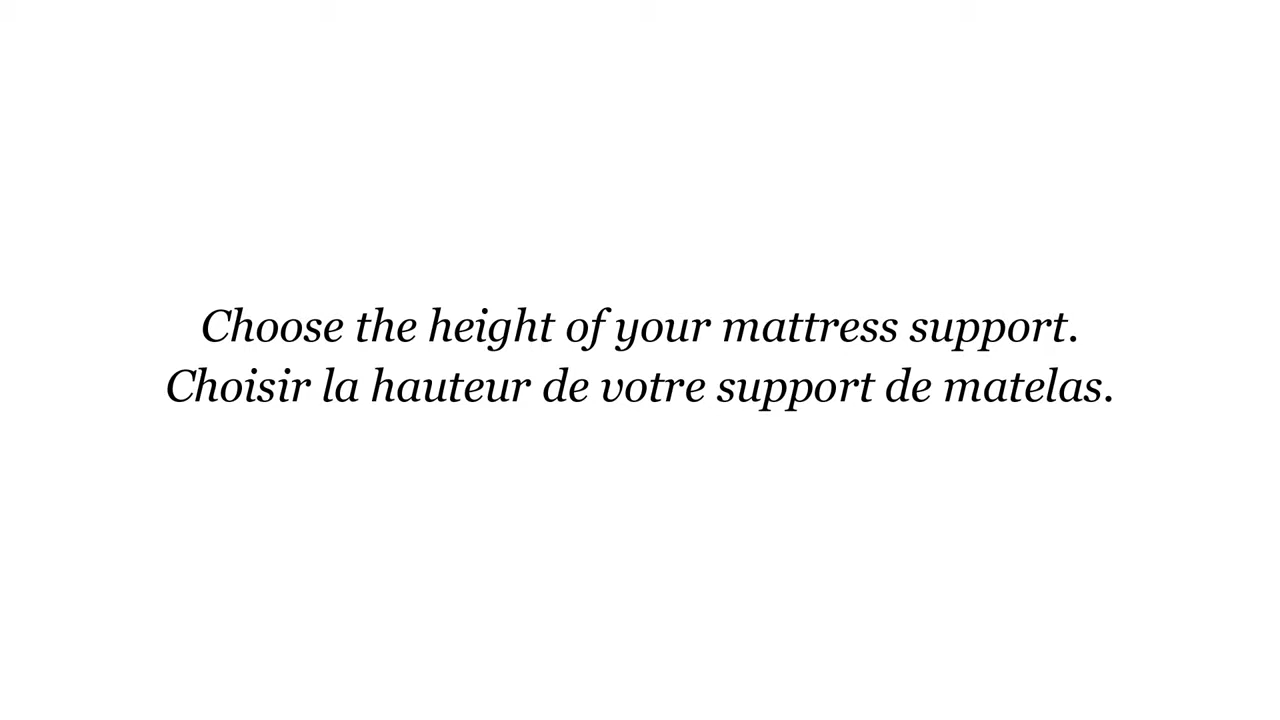 Choose the height of your mattress support.
Choisir la hauteur de votre support de matelas.